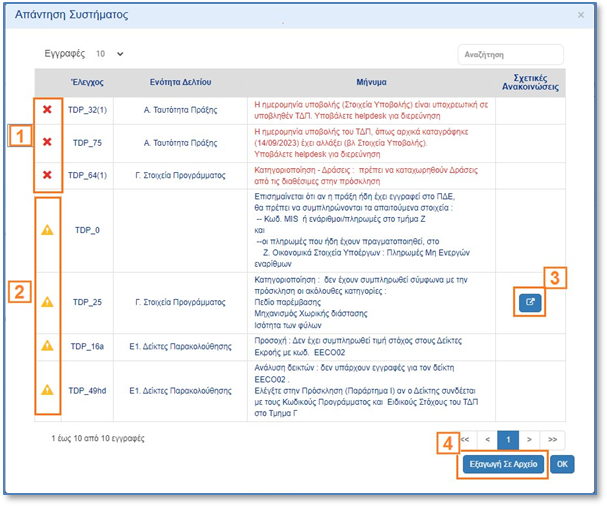 Απάντηση Συστήματος
×
Εγγραφές 10
Αναζήτηση
Έλεγχος Ενότητα Δελτίου Μήνυμα Σχετικές
Ανακοινώσεις
1
TDP_32(1) Α. Ταυτότητα Πράξης Η ημερομηνία υποβολής (Στοιχεία Υποβολής) είναι υποχρεωτική σε
υποβληθέν ΤΔΠ. Υποβάλετε helpdesk για διερεύνηση
TDP_75 Α. Ταυτότητα Πράξης Η ημερομηνία υποβολής του ΤΔΠ, όπως αρχικά καταγράφηκε
(14/09/2023) έχει αλλάξει (βλ Στοιχεία Υποβολής).
Υποβάλετε helpdesk για διερεύνηση
TDP_64(1) Γ. Στοιχεία Προγράμματος Κατηγοριοποίηση - Δράσεις : πρέπει να καταχωρηθούν Δράσεις
από τις διαθέσιμες στην πρόσκληση
2
TDP_0 Επισημαίνεται ότι αν η πράξη ήδη έχει εγγραφεί στο ΠΔΕ,
θα πρέπει να συμπληρώνονται τα απαιτούμενα στοιχεία :
-- Κωδ. MIS ή ενάριθμοι/πληρωμές στο τμήμα Ζ
και
--οι πληρωμές που ήδη έχουν πραγματοποιηθεί, στο
Ζ. Οικονομικά Στοιχεία Υποέργων : Πληρωμές Μη Ενεργών
εναρίθμων
3
TDP_25 Γ. Στοιχεία Προγράμματος Κατηγοριοποίηση : δεν έχουν συμπληρωθεί σύμφωνα με την
πρόσκληση οι ακόλουθες κατηγορίες :
Πεδίο παρέμβασης
Μηχανισμός Χωρικής διάστασης
Ισότητα των φύλων
TDP_16a Ε1. Δείκτες Παρακολούθησης Προσοχή : Δεν έχει συμπληρωθεί τιμή στόχος στους Δείκτες
Εκροής με κωδ. EECO02
TDP_49hd Ε1. Δείκτες Παρακολούθησης Ανάλυση δεικτών : δεν υπάρχουν εγγραφές για τον δείκτη
EECO02 .
Ελέγξτε στην Πρόσκληση (Παράρτημα Ι) αν ο Δείκτης συνδέεται
με τους Κωδικούς Προγράμματος και Ειδικούς Στόχους του ΤΔΠ
στο Τμημα Γ
1 έως 10 από 10 εγγραφές
4
<< < 1 > >>
Εξαγωγή Σε Αρχείο OK